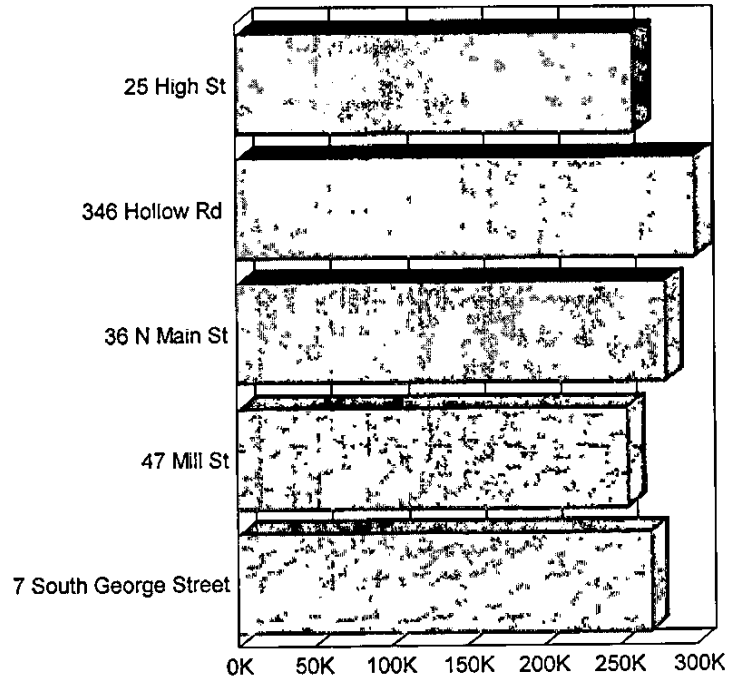 25 High St
346 Hollow Rd
36 N Main St
47 Mill St
7 South George Street
0K 50K 100K 150K 200K 250K 300K